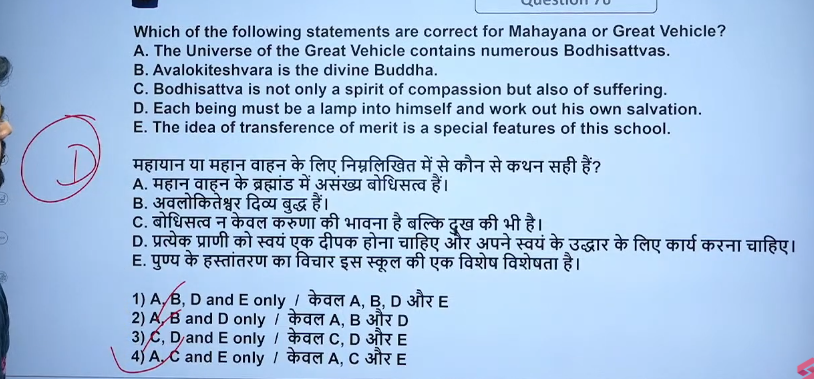 Question 70
Which of the following statements are correct for Mahayana or Great Vehicle?
A. The Universe of the Great Vehicle contains numerous Bodhisattvas.
B. Avalokiteshvara is the divine Buddha.
C. Bodhisattva is not only a spirit of compassion but also of suffering.
D. Each being must be a lamp into himself and work out his own salvation.
E. The idea of transference of merit is a special features of this school.
D
महायान या महान वाहन के लिए निम्नलिखित में से कौन से कथन सही हैं?
A. महान वाहन के ब्रह्मांड में असंख्य बोधिसत्व हैं।
B. अवलोकितेश्वर दिव्य बुद्ध हैं।
C. बोधिसत्व न केवल करुणा की भावना है बल्कि दुख की भी है।
D. प्रत्येक प्राणी को स्वयं एक दीपक होना चाहिए और अपने स्वयं के उद्धार के लिए कार्य करना चाहिए।
E. पुण्य के हस्तांतरण का विचार इस स्कूल की एक विशेष विशेषता है।
1) A, B, D and E only / केवल A, B, D और E
2) A, B and D only / केवल A, B और D
3) C, D and E only / केवल C, D और E
4) A, C and E only / केवल A, C और E